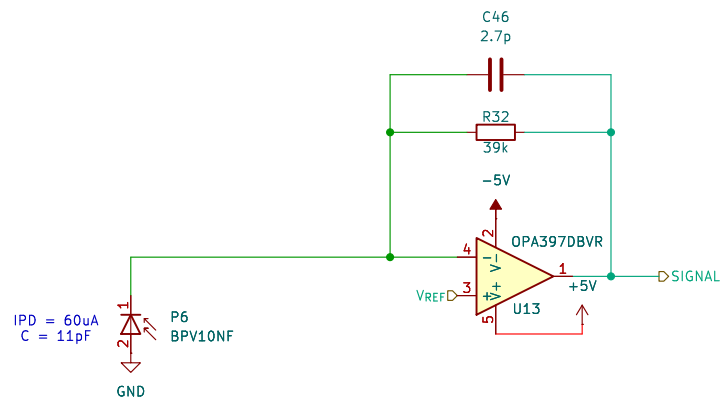 C46
2.7p
R32
39k
-5V
2
OPA397DBVR
4
-
V-
1
SIGNAL
VREF
3
+
V+
+5V
U13
5
1
IPD = 60uA
C = 11pF
P6
BPV10NF
2
GND